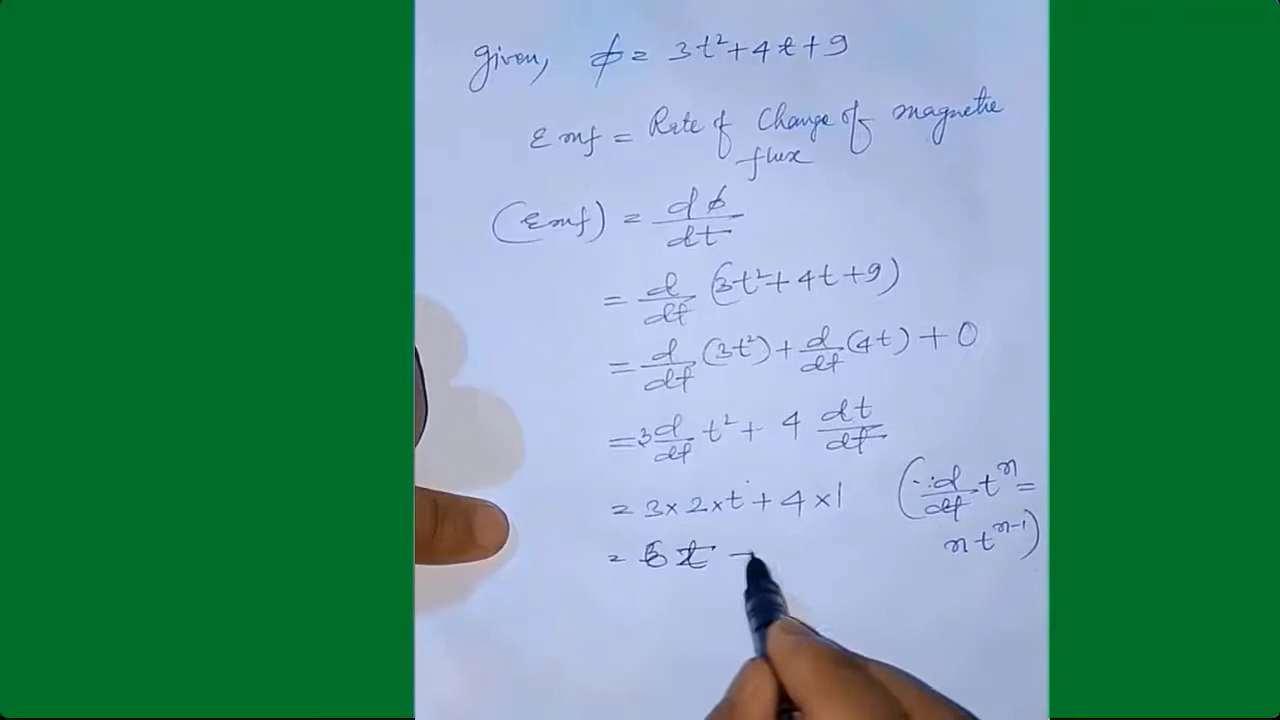 Given, φ = 3t²+4t+9
Emf = Rate of Change of magnetic
flux
(Emf) = dφ/dt
= d/dt (3t²+4t+9)
= d/dt (3t²) + d/dt (4t) + 0
= 3 d/dt t² + 4 dt/dt
= 3×2×t + 4×1 (∵ d/dt tⁿ =
n tⁿ⁻¹)
= 6t -